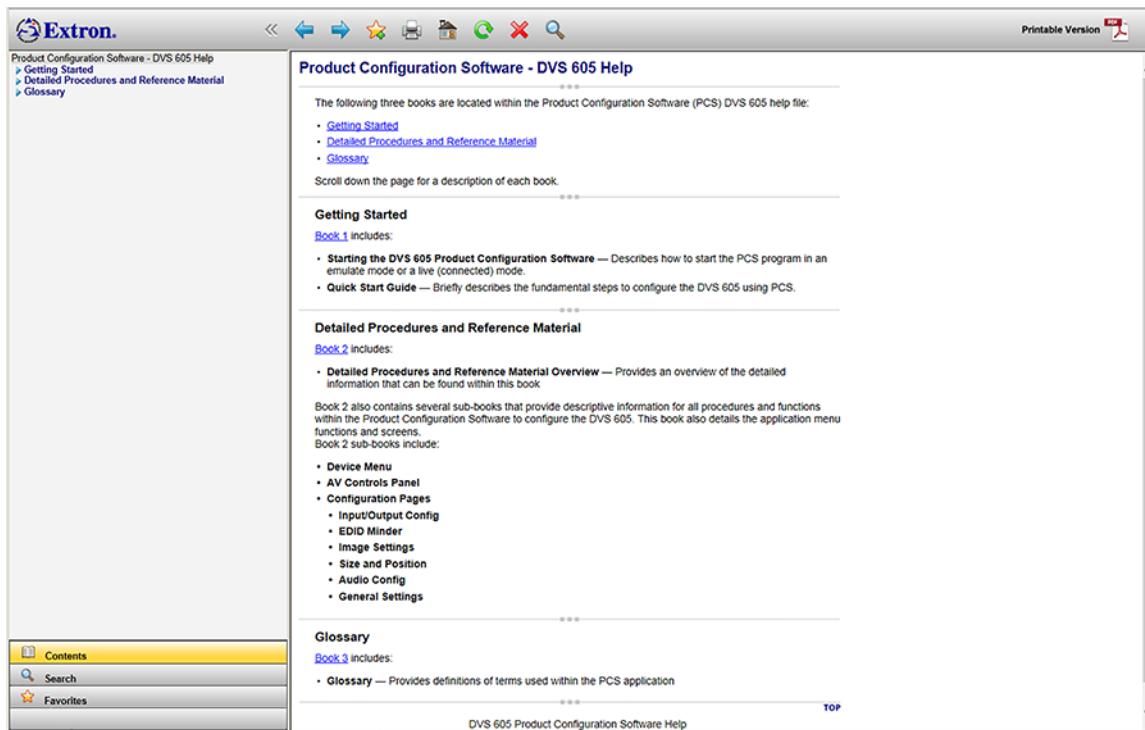 Extron.
Printable Version
PDF
Product Configuration Software - DVS 605 Help
Getting Started
Detailed Procedures and Reference Material
Glossary
Contents
Search
Favorites
Product Configuration Software - DVS 605 Help
The following three books are located within the Product Configuration Software (PCS) DVS 605 help file:
• Getting Started
• Detailed Procedures and Reference Material
• Glossary
Scroll down the page for a description of each book.
Getting Started
Book 1 includes:
• Starting the DVS 605 Product Configuration Software — Describes how to start the PCS program in an
emulate mode or a live (connected) mode.
• Quick Start Guide — Briefly describes the fundamental steps to configure the DVS 605 using PCS.
Detailed Procedures and Reference Material
Book 2 includes:
• Detailed Procedures and Reference Material Overview — Provides an overview of the detailed
information that can be found within this book
Book 2 also contains several sub-books that provide descriptive information for all procedures and functions
within the Product Configuration Software to configure the DVS 605. This book also details the application menu
functions and screens.
Book 2 sub-books include:
• Device Menu
• AV Controls Panel
• Configuration Pages
• Input/Output Config
• EDID Minder
• Image Settings
• Size and Position
• Audio Config
• General Settings
Glossary
Book 3 includes:
• Glossary — Provides definitions of terms used within the PCS application
TOP
DVS 605 Product Configuration Software Help